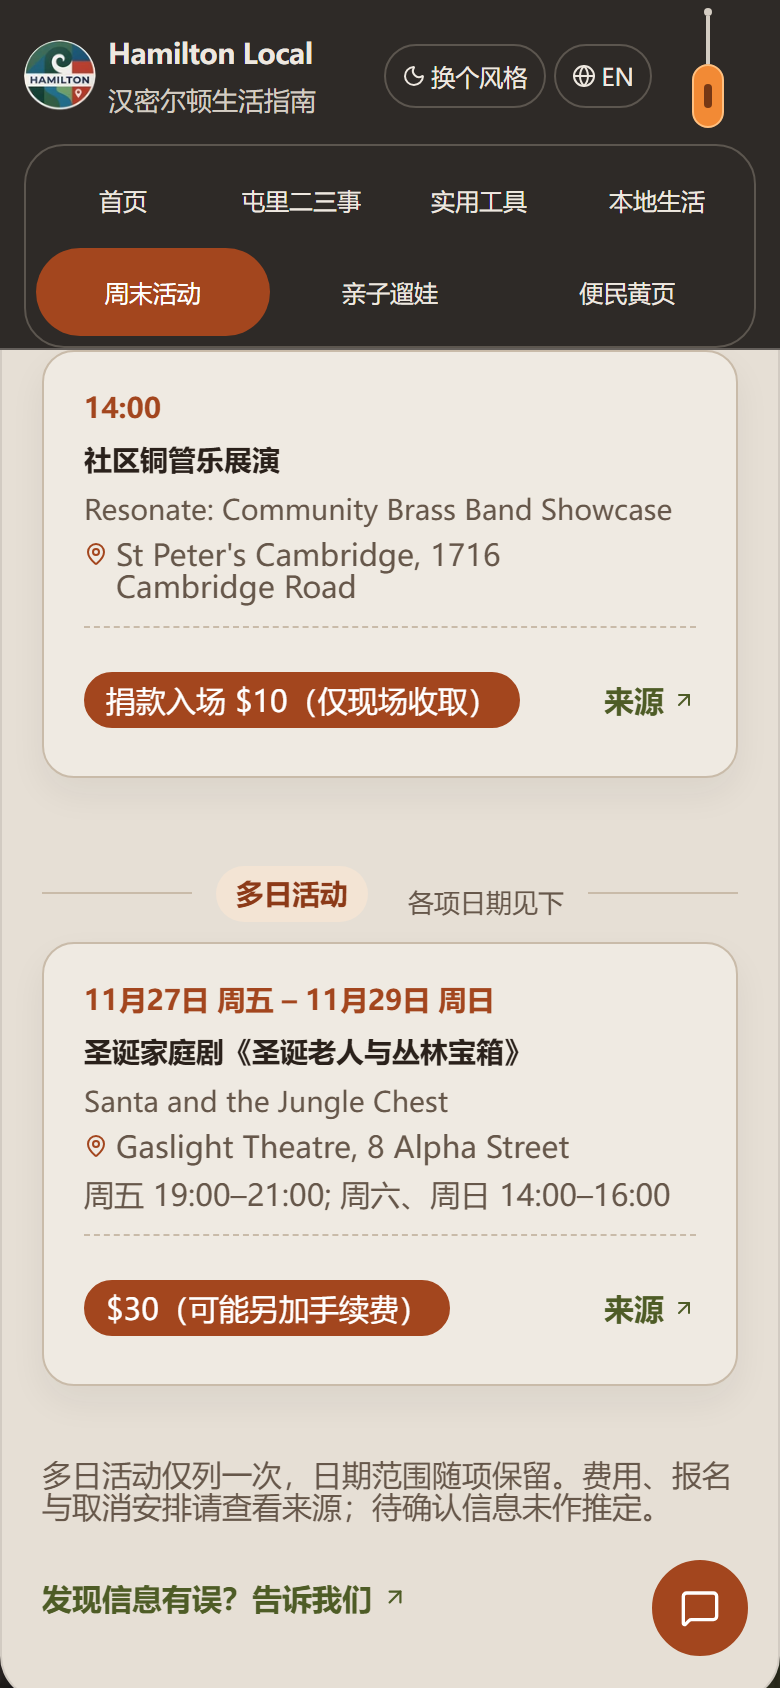 HAMILTON
Hamilton Local
汉密尔顿生活指南
换个风格
EN
首页
屯里二三事
实用工具
本地生活
周末活动
亲子遛娃
便民黄页
14:00
社区铜管乐展演
Resonate: Community Brass Band Showcase
St Peter's Cambridge, 1716
Cambridge Road
捐款入场 $10（仅现场收取）
来源
多日活动
各项日期见下
11月27日 周五 – 11月29日 周日
圣诞家庭剧《圣诞老人与丛林宝箱》
Santa and the Jungle Chest
Gaslight Theatre, 8 Alpha Street
周五 19:00–21:00; 周六、周日 14:00–16:00
$30（可能另加手续费）
来源
多日活动仅列一次，日期范围随项保留。费用、报名
与取消安排请查看来源；待确认信息未作推定。
发现信息有误？告诉我们